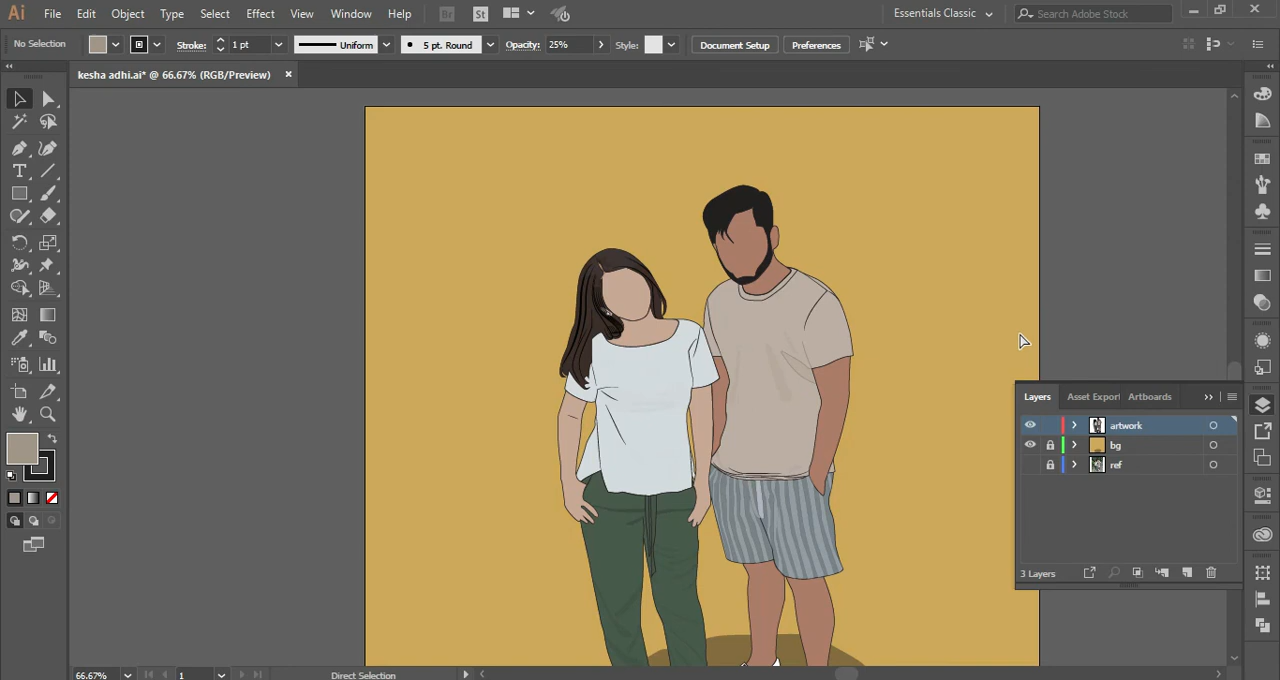 Ai File Edit Object Type Select Effect View Window Help Br St Essentials Classic Search Adobe Stock
No Selection Stroke: 1 pt Uniform 5 pt. Round Opacity: 25% Style: Document Setup Preferences
kesha adhi.ai* @ 66.67% (RGB/Preview)
T
Layers Asset Export Artboards
artwork
bg
ref
3 Layers
66.67% 1 Direct Selection